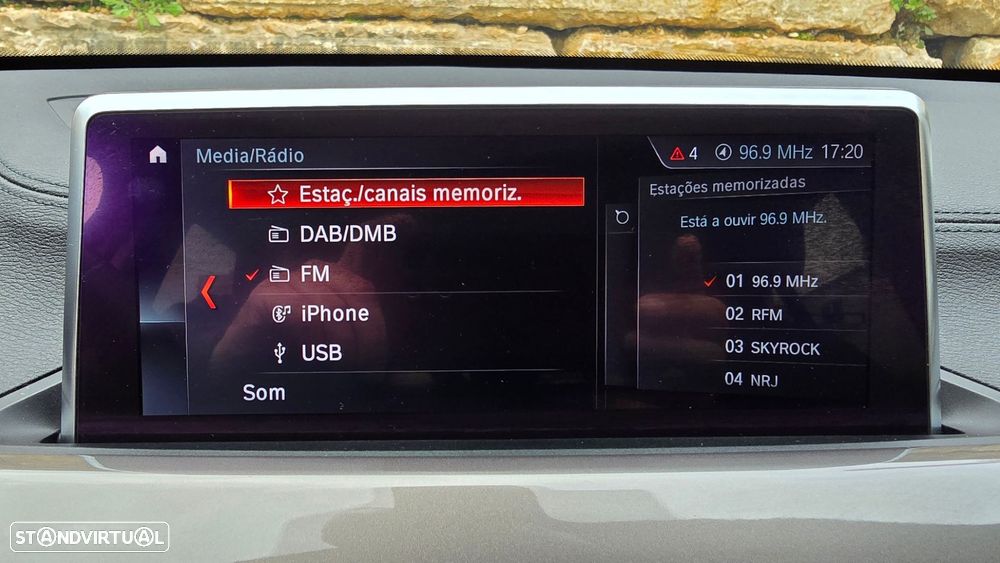 Media/Rádio
4 96.9 MHz 17:20
Estaç./canais memoriz.
DAB/DMB
FM
iPhone
USB
Som
Estações memorizadas
Está a ouvir 96.9 MHz.
01 96.9 MHz
02 RFM
03 SKYROCK
04 NRJ
STANDVIRTUAL